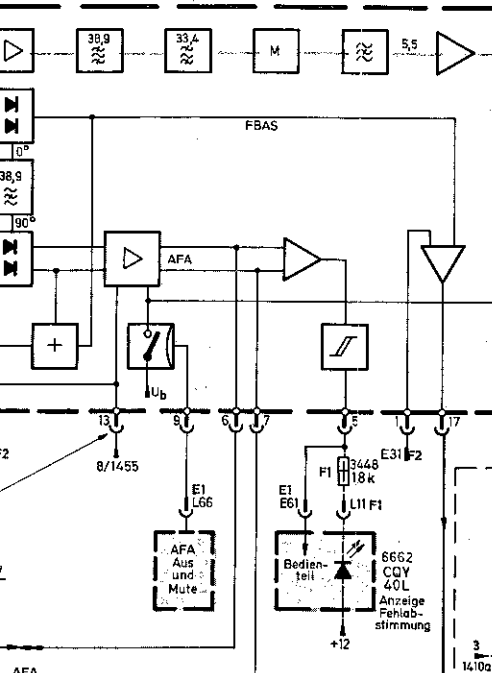 38,9
33,4
M
5,5
FBAS
0°
38,9
90°
AFA
+
Ub
13
9
6
7
5
1
17
F2
8/1455
E1
L66
E1
E61
F1
3448
1,8k
L11 F1
E31 F2
AFA
Aus
und
Mute
Bedien-
teil
6662
CQY
40L
Anzeige
Fehlab-
stimmung
+12
3
1410a
AFA